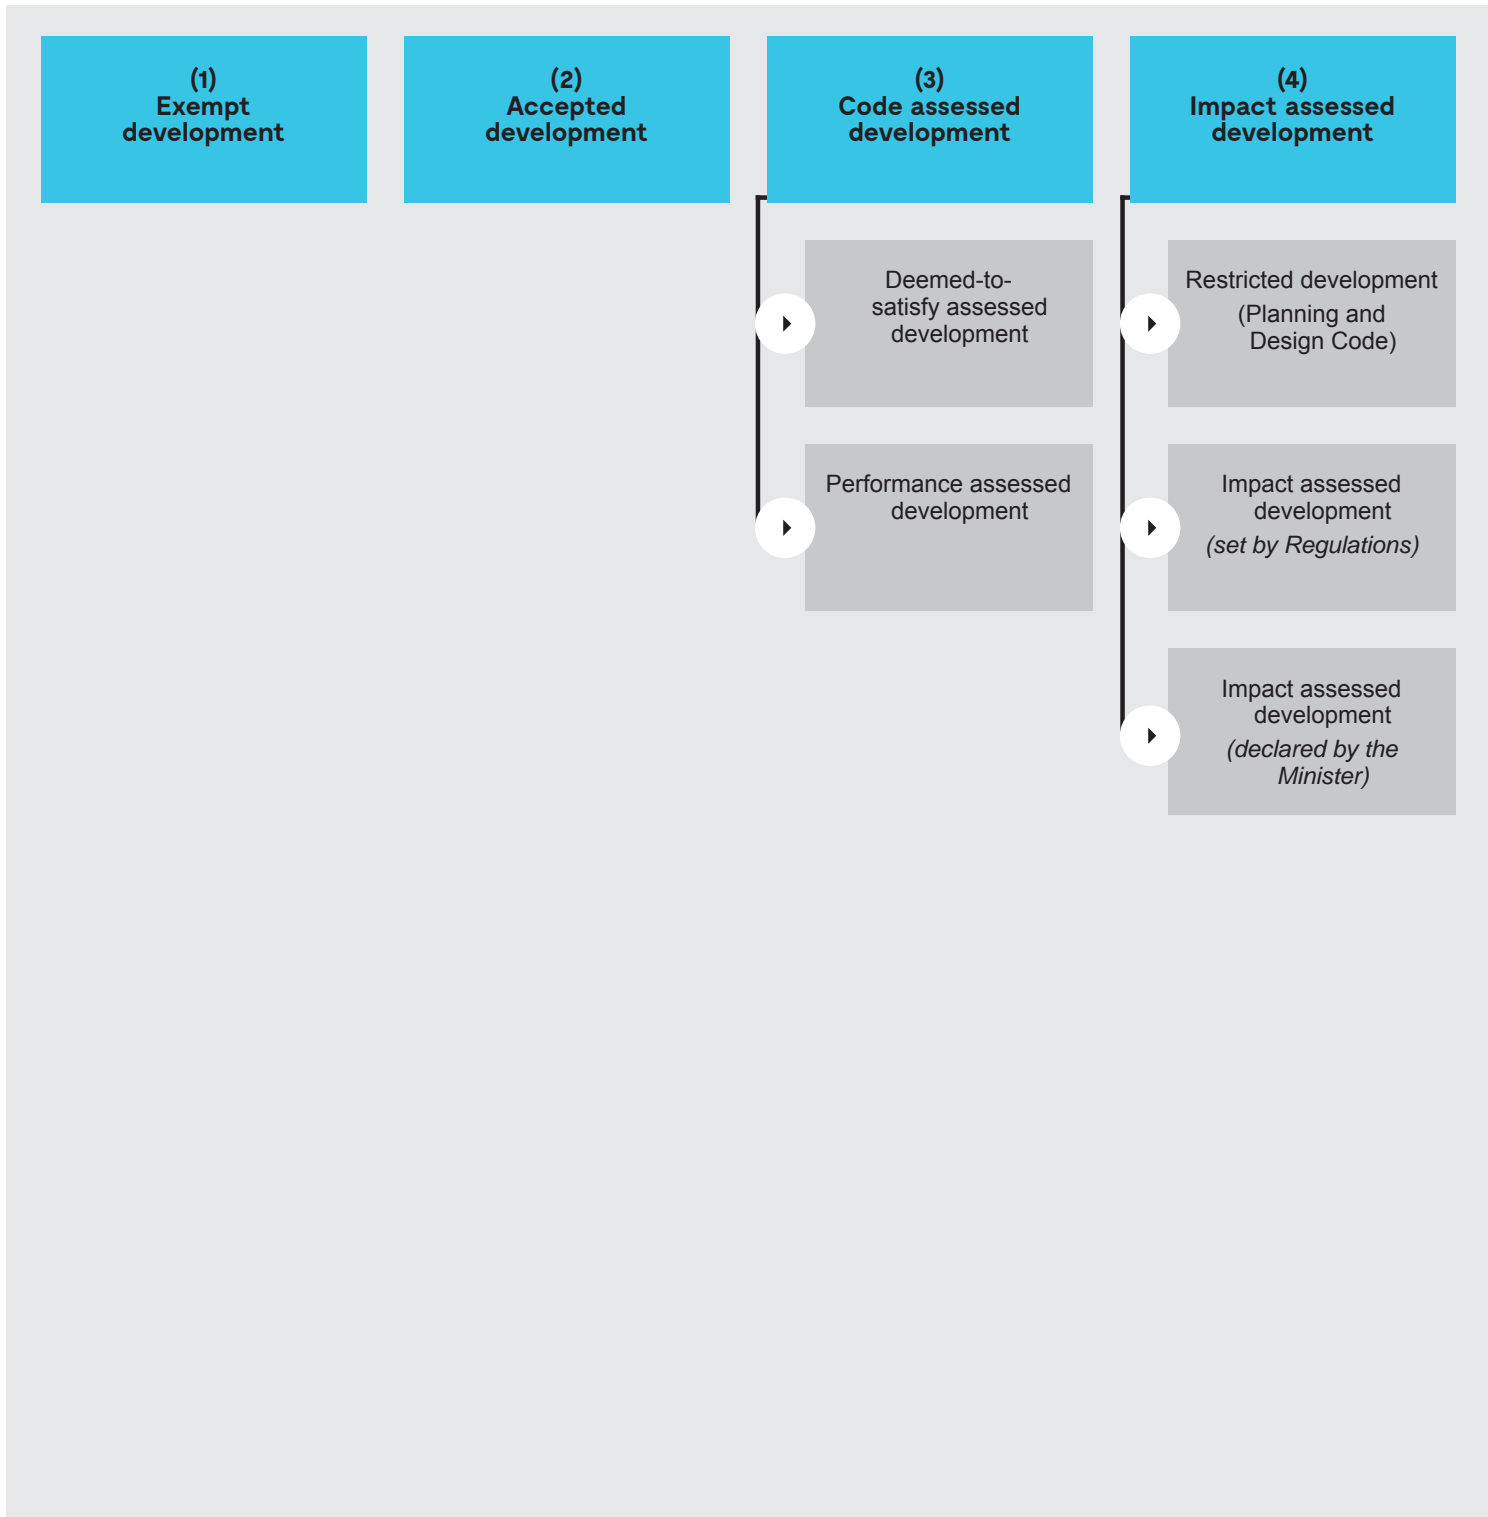 (1)
Exempt
development
(2)
Accepted
development
(3)
Code assessed
development
(4)
Impact assessed
development
Deemed-to-
satisfy assessed
development
Performance assessed
development
Restricted development
(Planning and
Design Code)
Impact assessed
development
(set by Regulations)
Impact assessed
development
(declared by the
Minister)